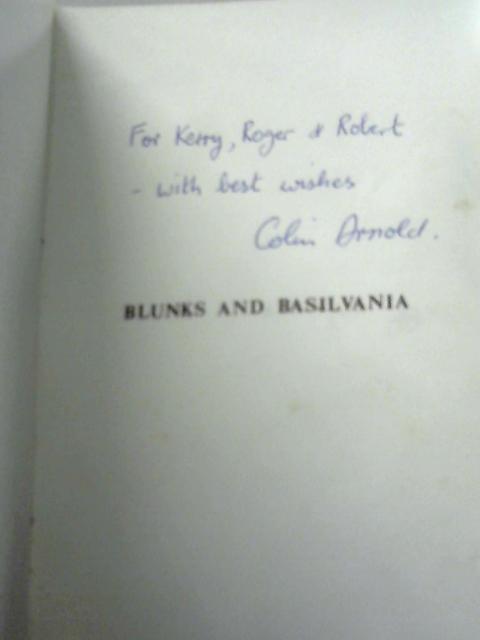 For Kerry, Roger & Robert
- with best wishes
Colin Arnold.
BLUNKS AND BASILVANIA